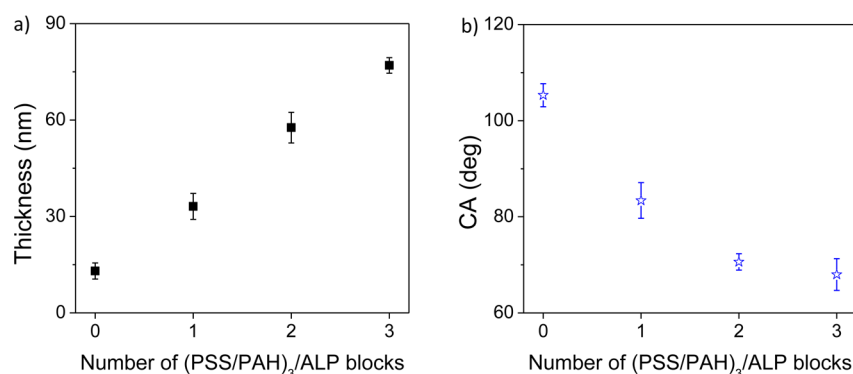 a)
90
60
30
0
Thickness (nm)
0 1 2 3
Number of (PSS/PAH)₃/ALP blocks
b)
120
100
80
60
CA (deg)
0 1 2 3
Number of (PSS/PAH)₃/ALP blocks